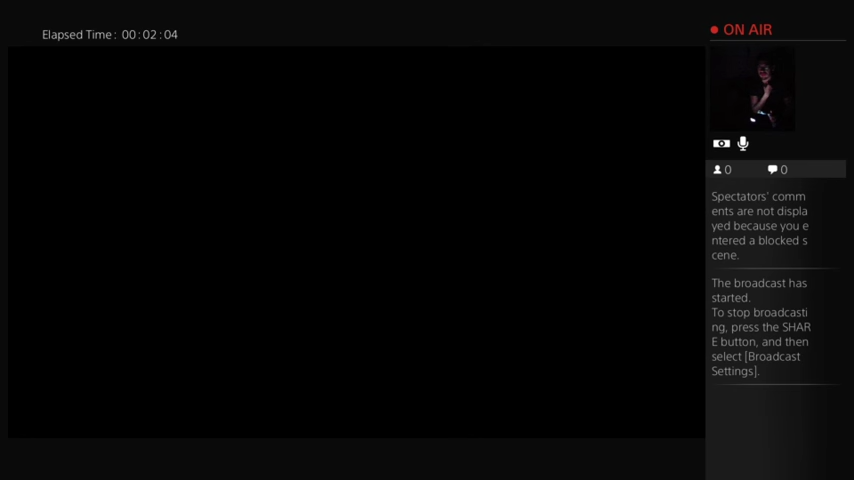 Elapsed Time: 00:02:04
ON AIR
0 0
Spectators' comm
ents are not displa
yed because you e
ntered a blocked s
cene.
The broadcast has
started.
To stop broadcasti
ng, press the SHAR
E button, and then
select [Broadcast
Settings].